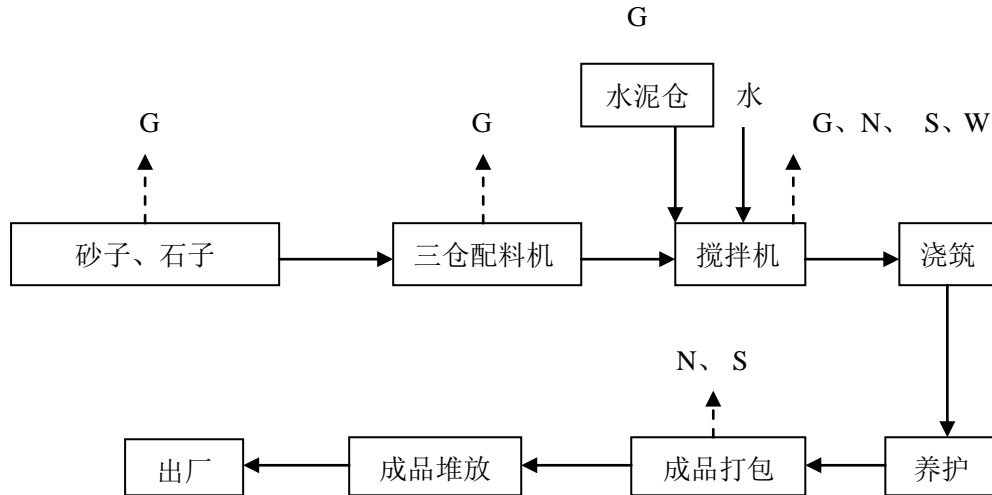 G
水泥仓 水
G G G、N、 S、W
砂子、石子 三仓配料机 搅拌机 浇筑
N、 S
出厂 成品堆放 成品打包 养护